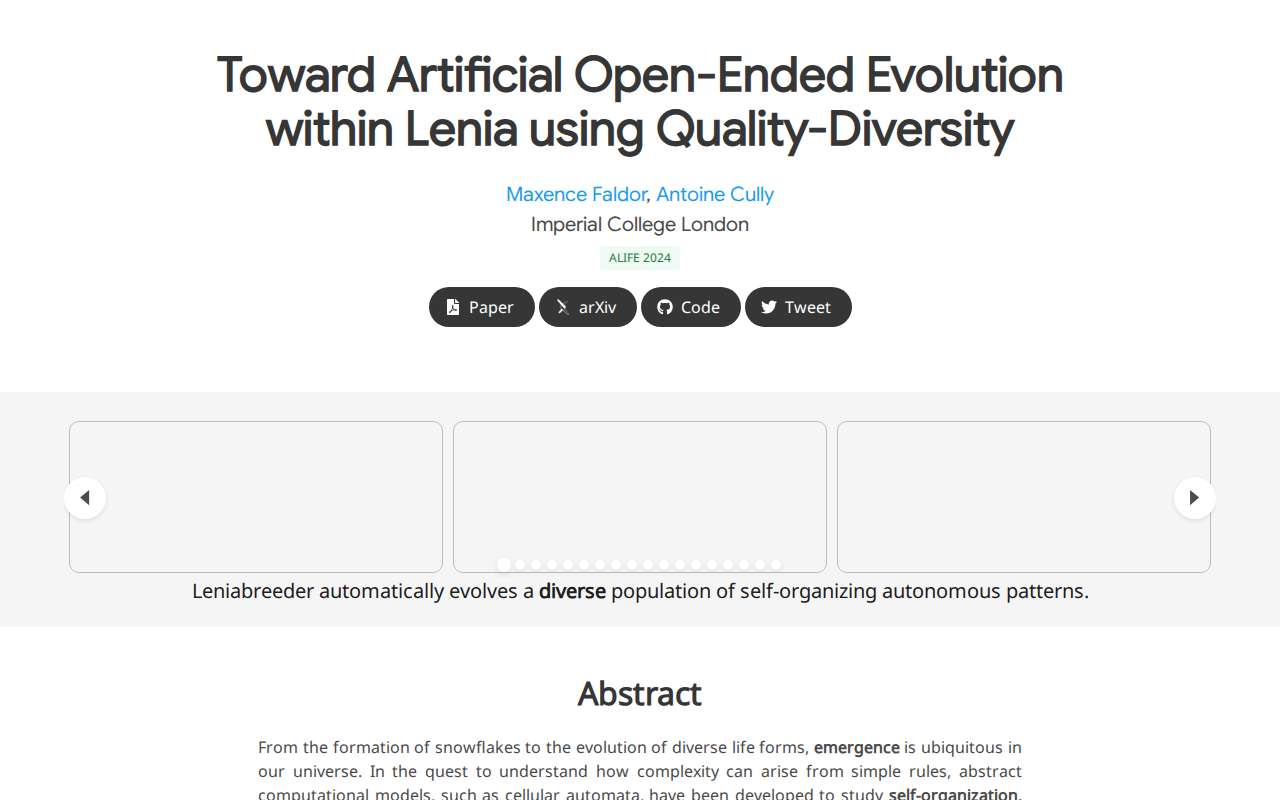 Toward Artificial Open-Ended Evolution
within Lenia using Quality-Diversity
Maxence Faldor, Antoine Cully
Imperial College London
ALIFE 2024
Paper arXiv Code Tweet
Leniabreeder automatically evolves a diverse population of self-organizing autonomous patterns.
Abstract
From the formation of snowflakes to the evolution of diverse life forms, emergence is ubiquitous in
our universe. In the quest to understand how complexity can arise from simple rules, abstract
computational models, such as cellular automata, have been developed to study self-organization.